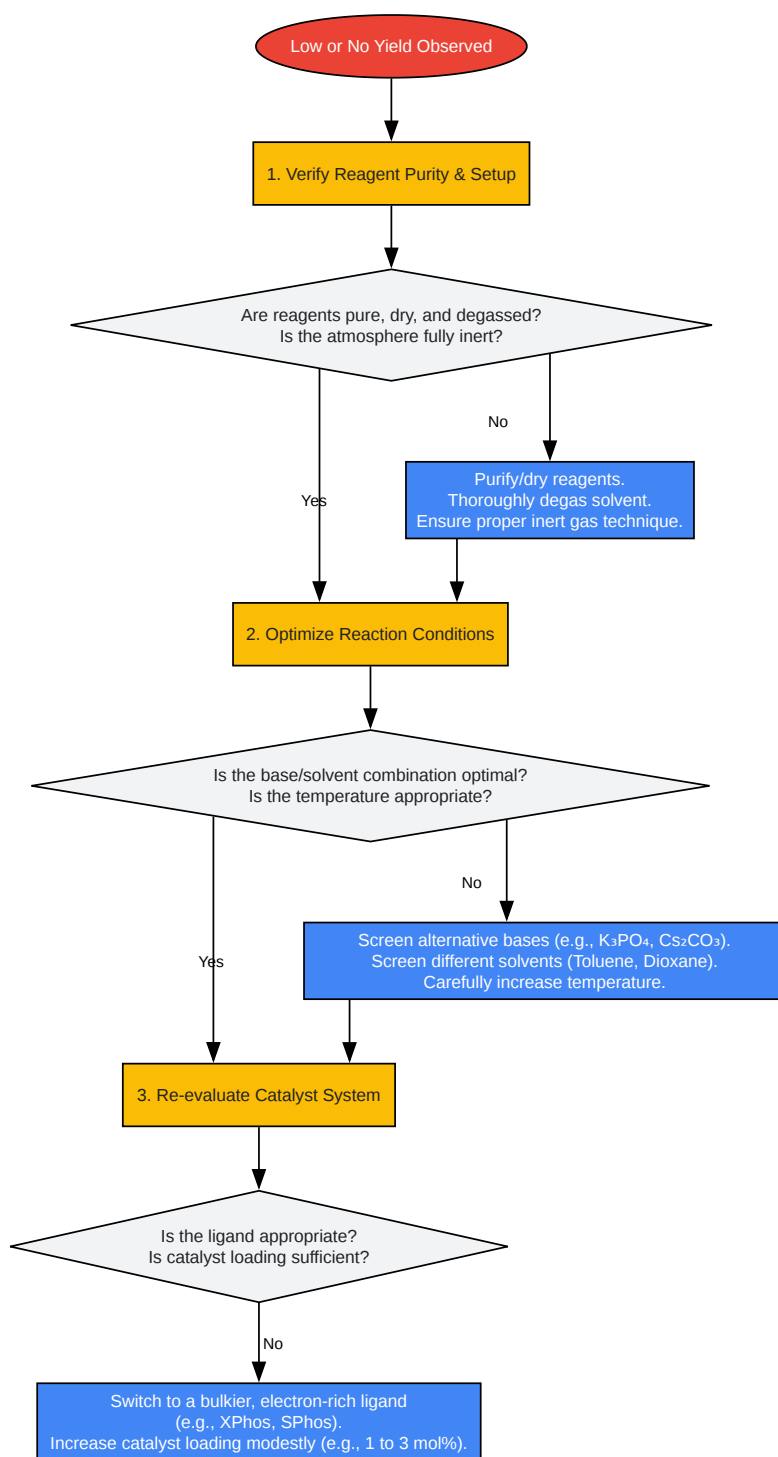 Low or No Yield Observed
1. Verify Reagent Purity & Setup
Are reagents pure, dry, and degassed?
Is the atmosphere fully inert?
No
Yes
Purify/dry reagents.
Thoroughly degas solvent.
Ensure proper inert gas technique.
2. Optimize Reaction Conditions
Is the base/solvent combination optimal?
Is the temperature appropriate?
No
Yes
Screen alternative bases (e.g., K₃PO₄, Cs₂CO₃).
Screen different solvents (Toluene, Dioxane).
Carefully increase temperature.
3. Re-evaluate Catalyst System
Is the ligand appropriate?
Is catalyst loading sufficient?
No
Switch to a bulkier, electron-rich ligand
(e.g., XPhos, SPhos).
Increase catalyst loading modestly (e.g., 1 to 3 mol%).